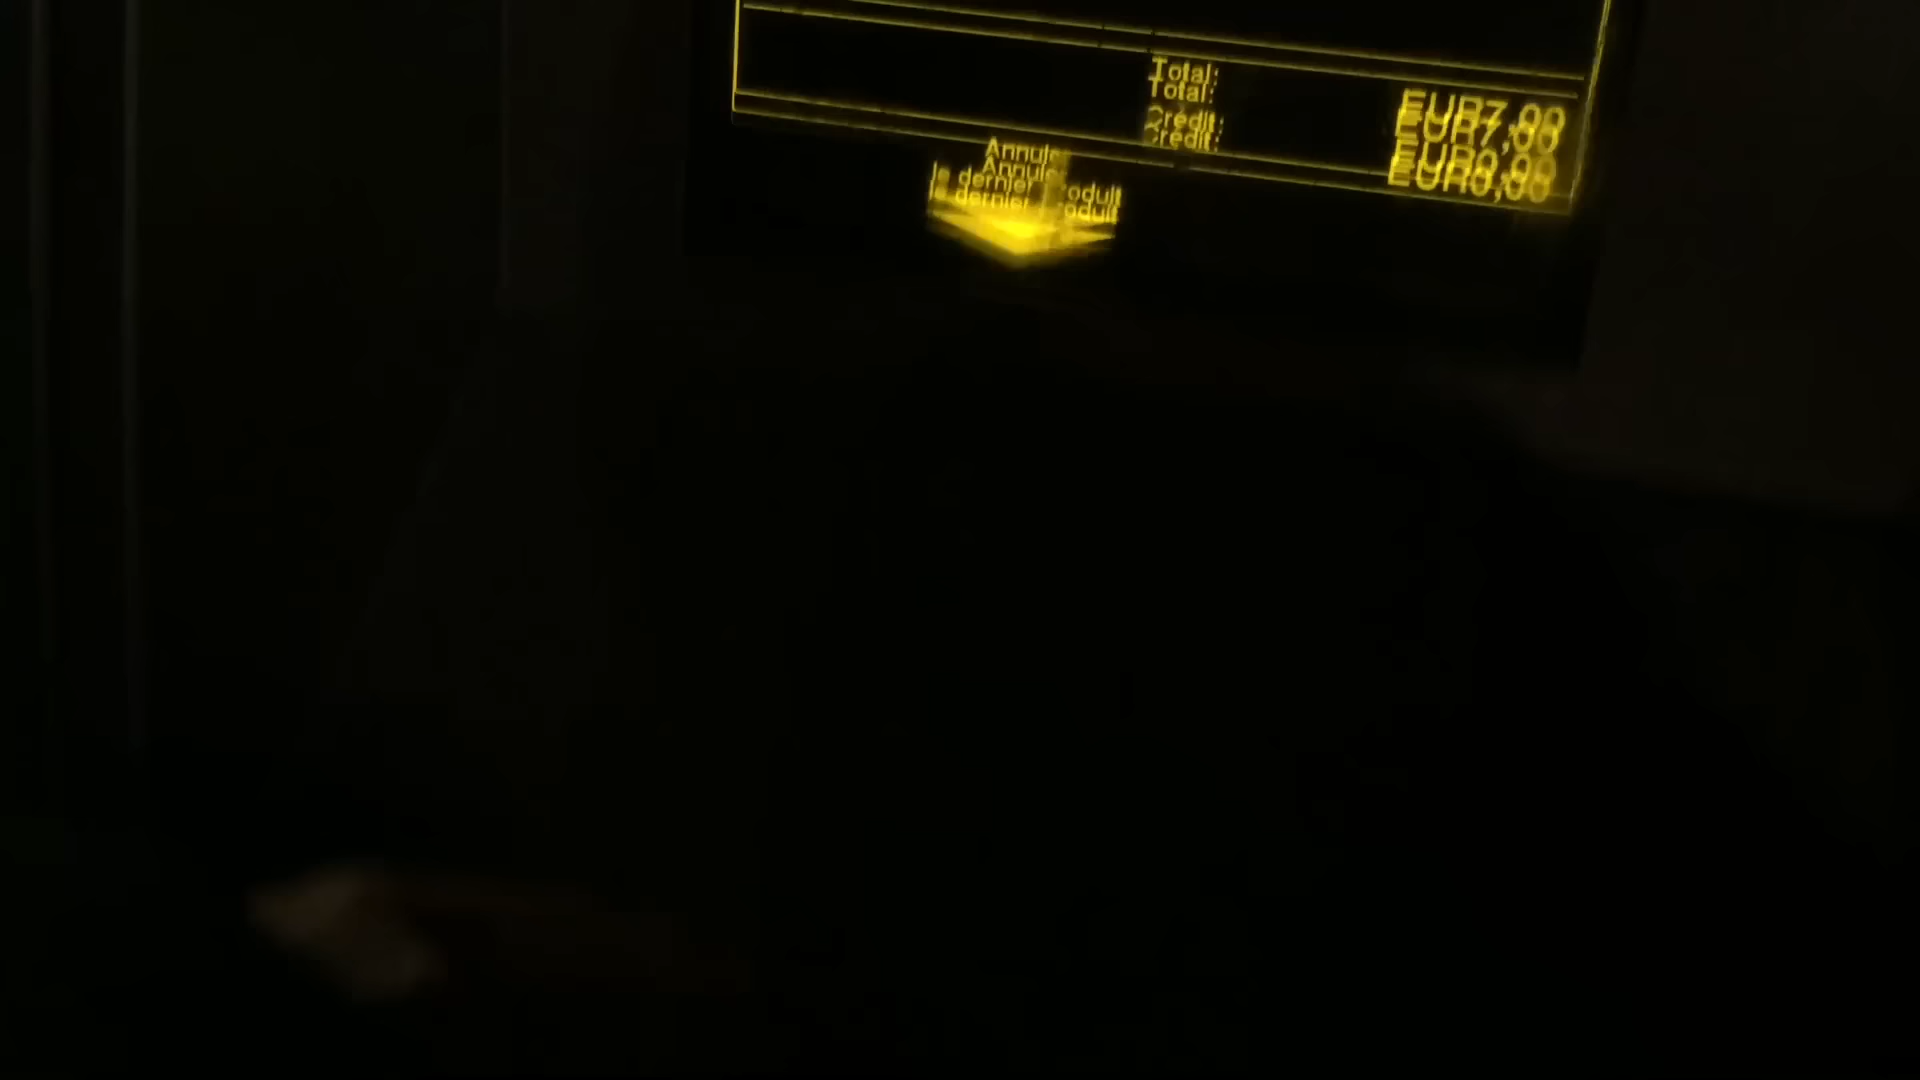 Total:
EUR7,00
Crédit:
EUR0,00
Annuler
le dernier produit